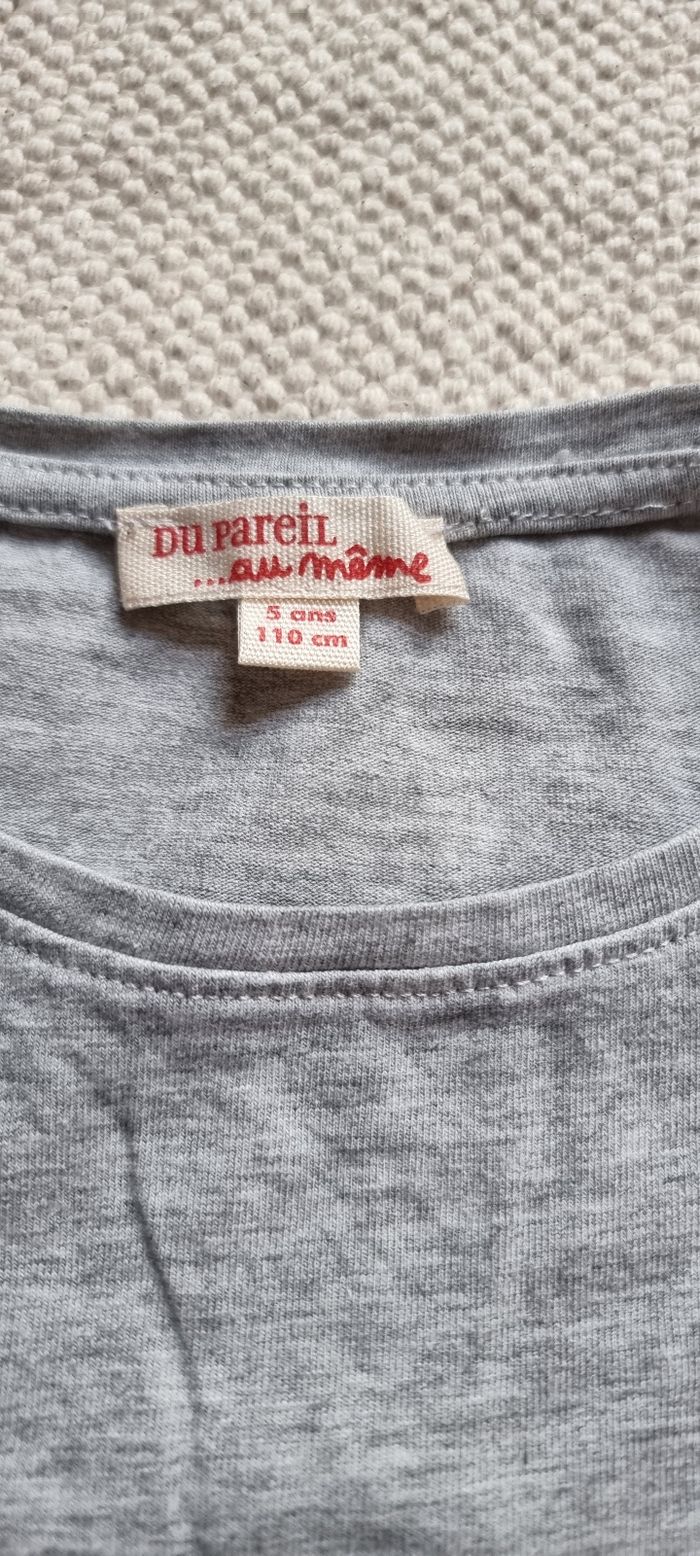 Du pareil
...au même
5 ans
110 cm